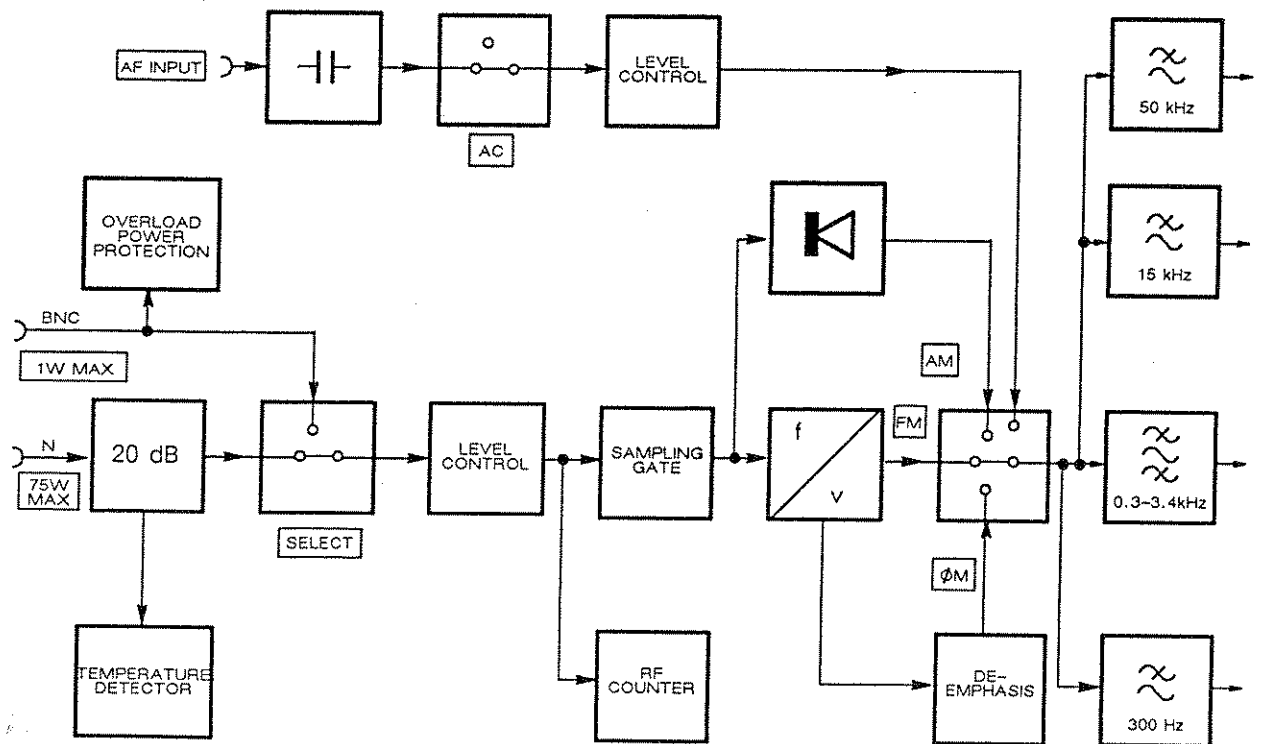 AF INPUT
AC
LEVEL
CONTROL
50 kHz
OVERLOAD
POWER
PROTECTION
15 kHz
BNC
1W MAX
AM
N
75W
MAX
20 dB
SELECT
LEVEL
CONTROL
SAMPLING
GATE
f
v
FM
0.3-3.4kHz
ϕM
TEMPERATURE
DETECTOR
RF
COUNTER
DE-
EMPHASIS
300 Hz